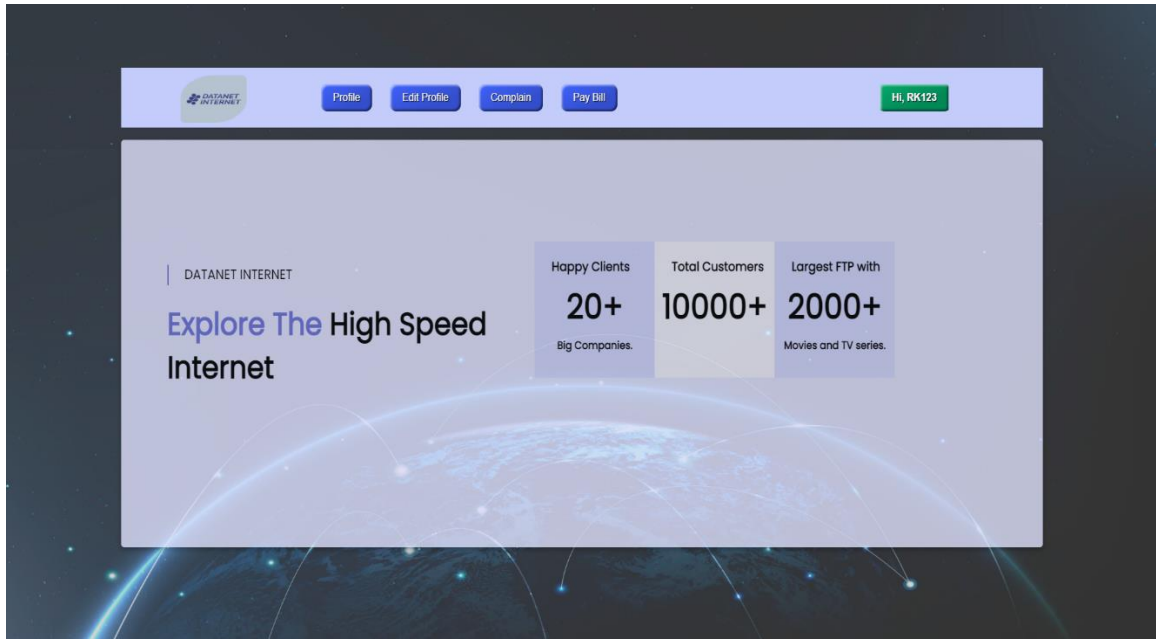 DATANET
INTERNET
Profile
Edit Profile
Complain
Pay Bill
Hi, RK123
DATANET INTERNET
Explore The High Speed
Internet
Happy Clients
20+
Big Companies.
Total Customers
10000+
Largest FTP with
2000+
Movies and TV series.